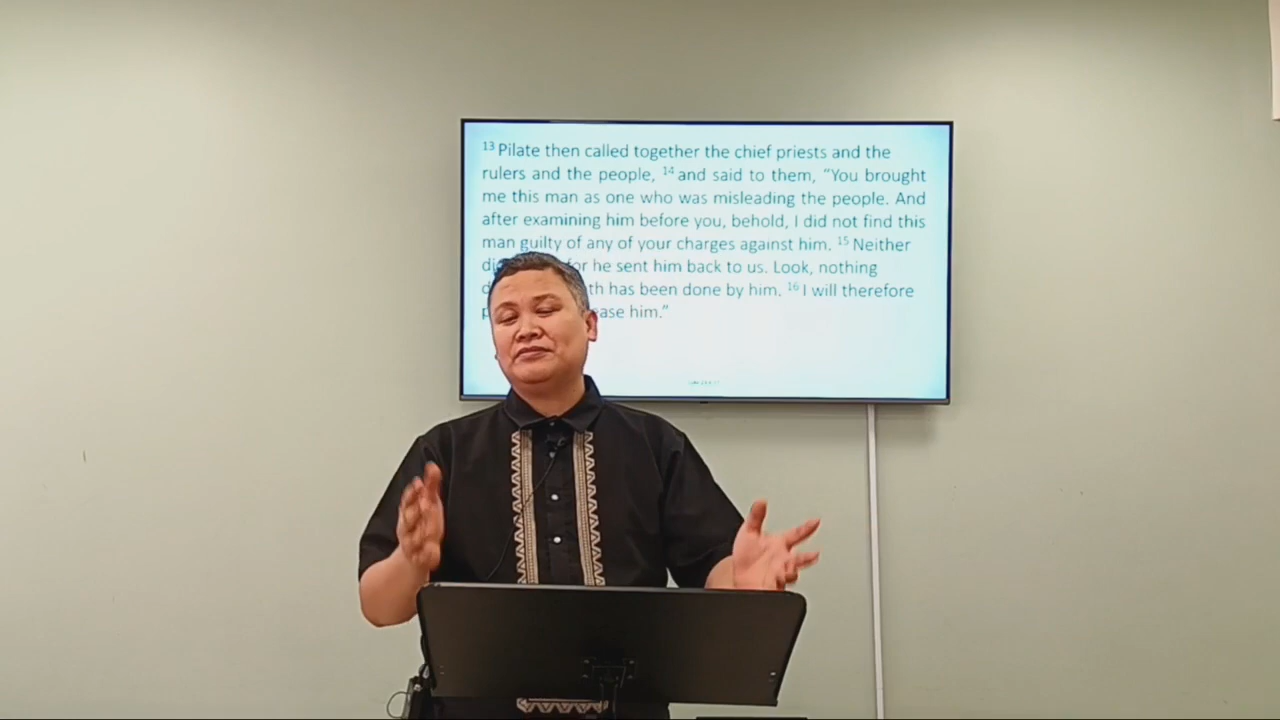 13 Pilate then called together the chief priests and the
rulers and the people, 14 and said to them, “You brought
me this man as one who was misleading the people. And
after examining him before you, behold, I did not find this
man guilty of any of your charges against him. 15 Neither
for he sent him back to us. Look, nothing
has been done by him. 16 I will therefore
him.”